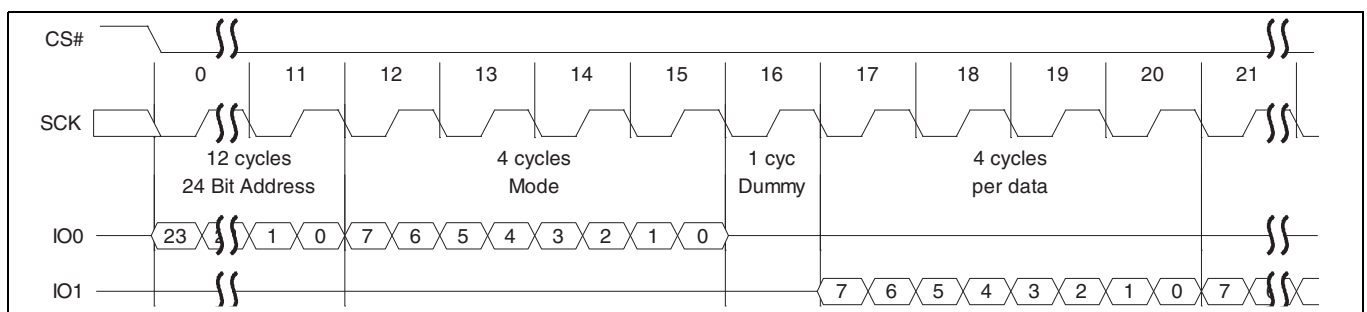 CS#
0 11 12 13 14 15 16 17 18 19 20 21
SCK
12 cycles 4 cycles 1 cyc 4 cycles
24 Bit Address Mode Dummy per data
IO0 23 1 0 7 6 5 4 3 2 1 0
IO1 7 6 5 4 3 2 1 0 7